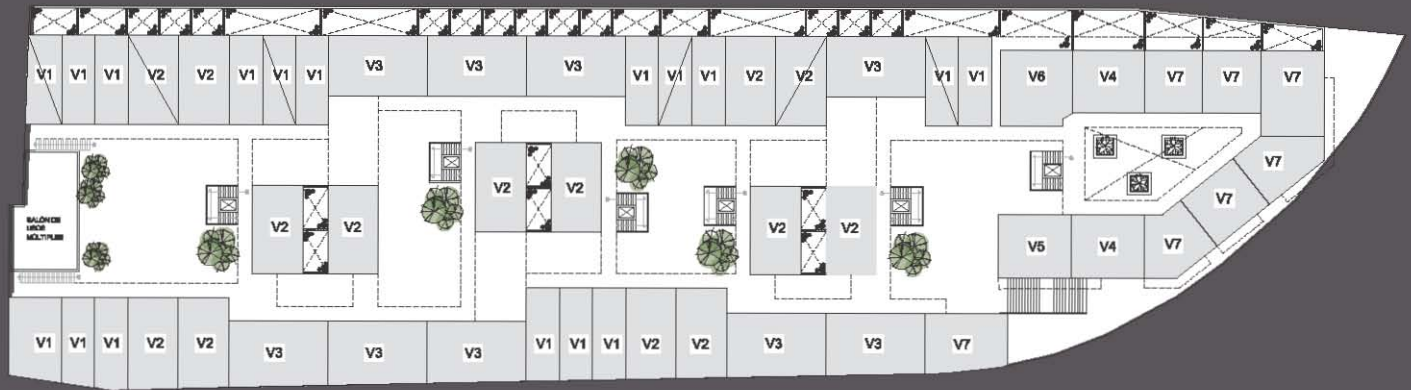 V1 V1 V1 V2 V2 V1 V1 V1 V3 V3 V3 V1 V1 V1 V2 V2 V3 V1 V1 V6 V4 V7 V7 V7
V7
V2 V2
V7
SALÓN DE
USOS
MÚLTIPLES
V2 V2 V2 V2
V5 V4 V7
V1 V1 V1 V2 V2 V3 V3 V3 V1 V1 V1 V2 V2 V3 V3 V7